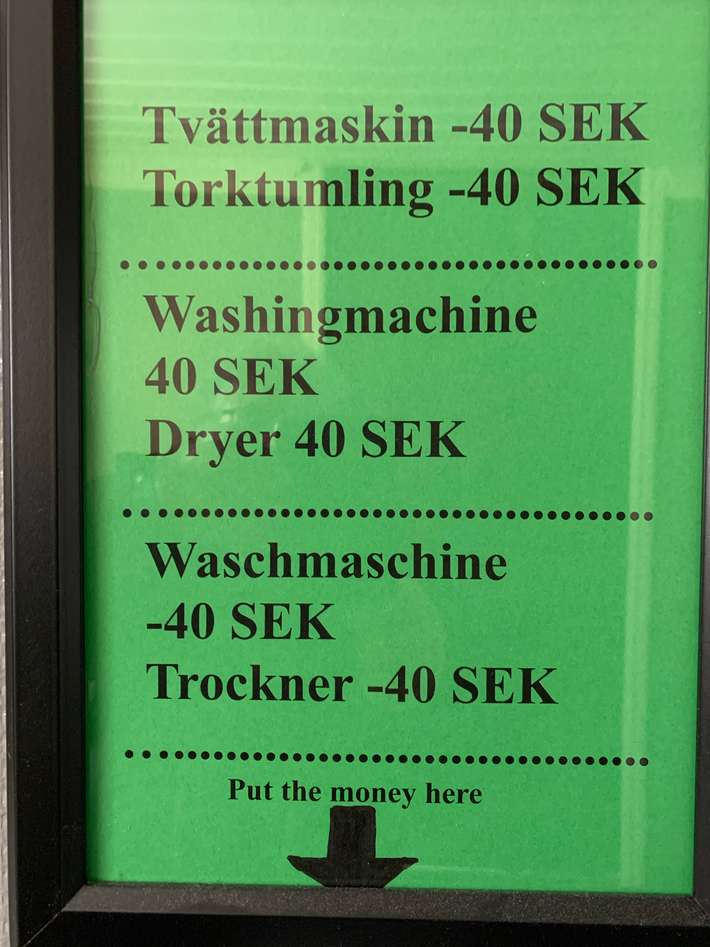 Tvättmaskin -40 SEK
Torktumling -40 SEK
Washingmachine
40 SEK
Dryer 40 SEK
Waschmaschine
-40 SEK
Trockner -40 SEK
Put the money here